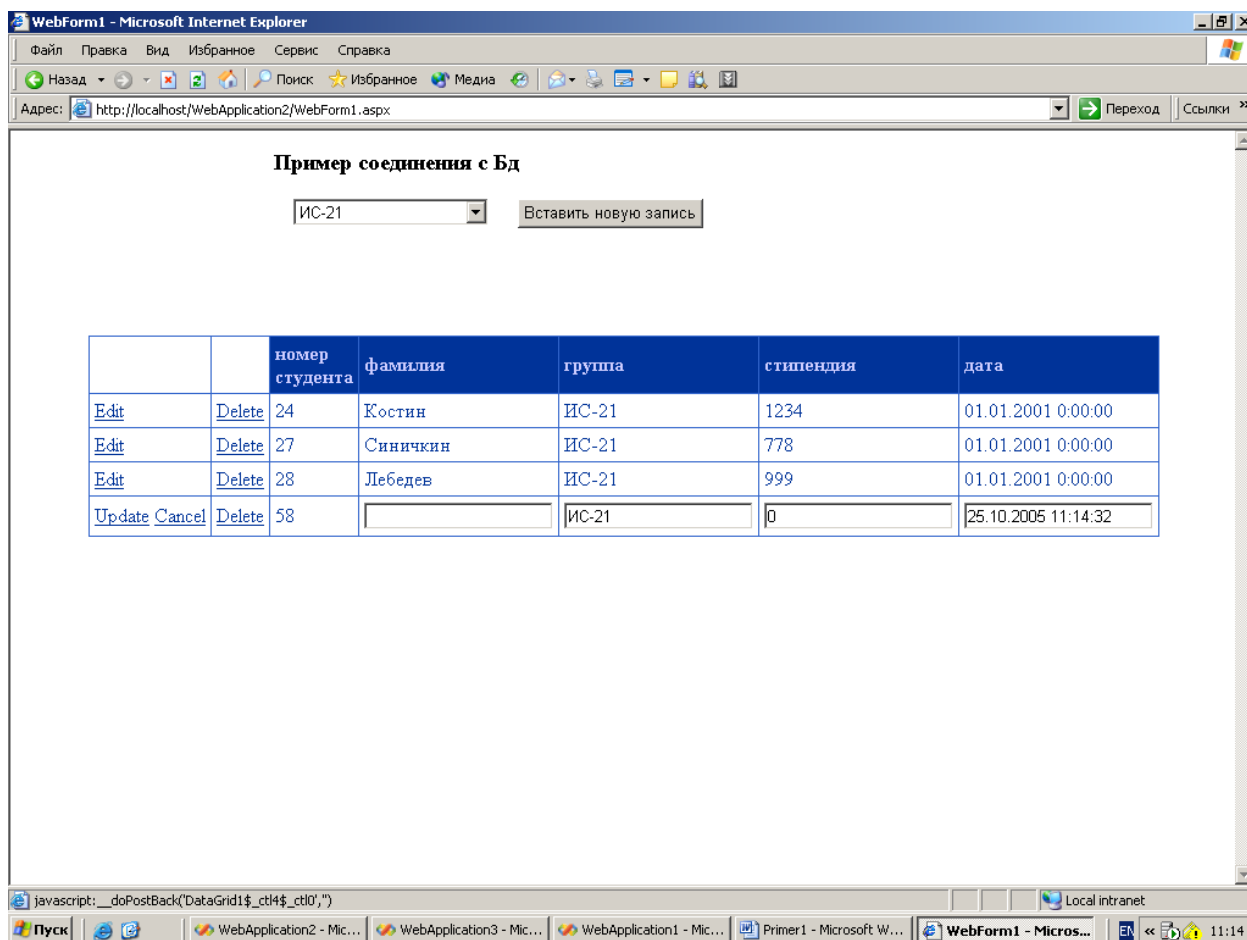 WebForm1 - Microsoft Internet Explorer
Файл Правка Вид Избранное Сервис Справка
Назад Поиск Избранное Медиа
Адрес: http://localhost/WebApplication2/WebForm1.aspx Переход Ссылки »
Пример соединения с Бд
ИС-21 Вставить новую запись
номер студента фамилия группа стипендия дата
Edit Delete 24 Костин ИС-21 1234 01.01.2001 0:00:00
Edit Delete 27 Синичкин ИС-21 778 01.01.2001 0:00:00
Edit Delete 28 Лебедев ИС-21 999 01.01.2001 0:00:00
Update Cancel Delete 58 ИС-21 0 25.10.2005 11:14:32
javascript:__doPostBack('DataGrid1$_ctl4$_ctl0','') Local intranet
Пуск WebApplication2 - Mic... WebApplication3 - Mic... WebApplication1 - Mic... Primer1 - Microsoft W... WebForm1 - Micros... EN « 11:14